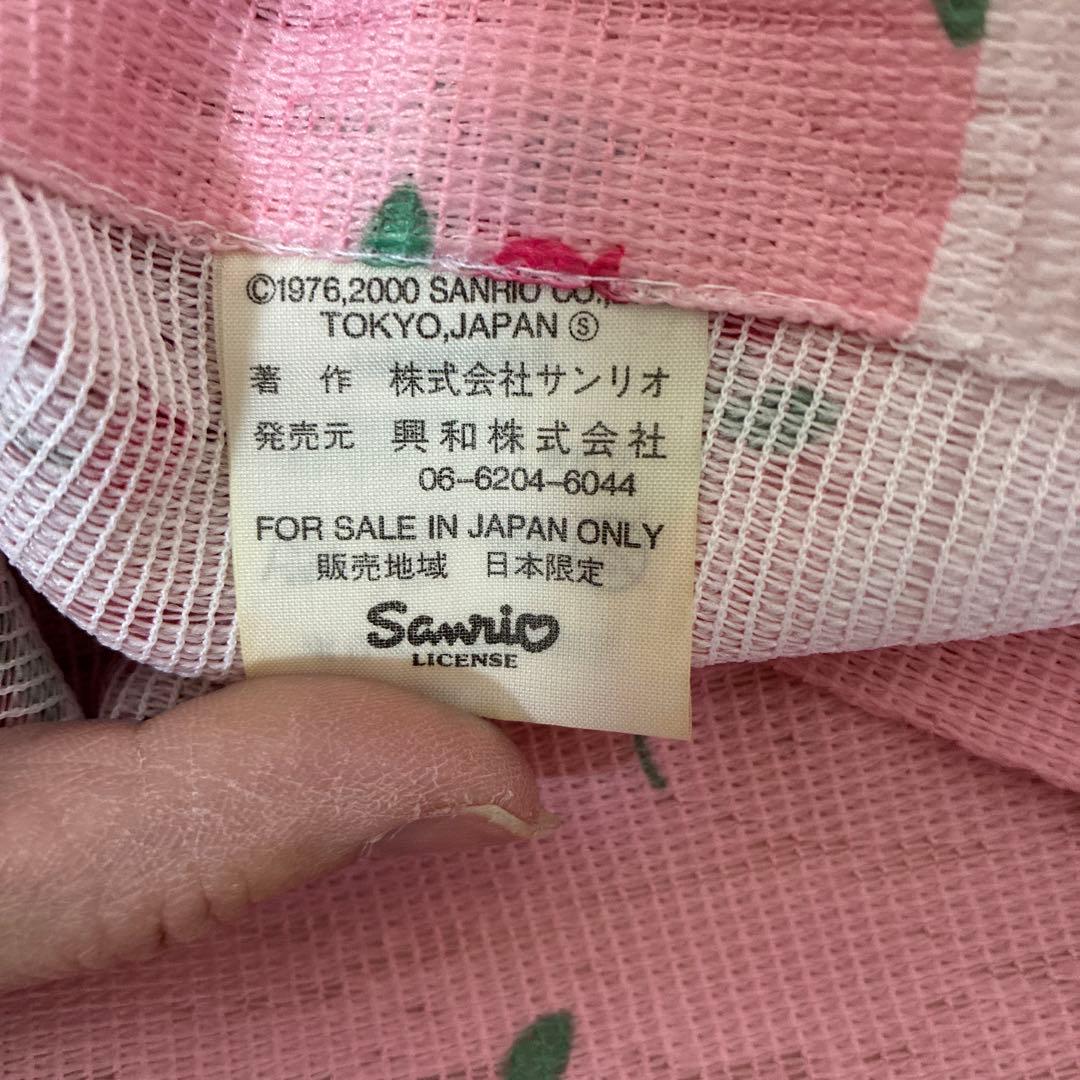 ©1976,2000 SANRIO CO.,
TOKYO,JAPAN Ⓢ
著 作 株式会社サンリオ
発売元 興和株式会社
06-6204-6044
FOR SALE IN JAPAN ONLY
販売地域 日本限定
Sanrio
LICENSE